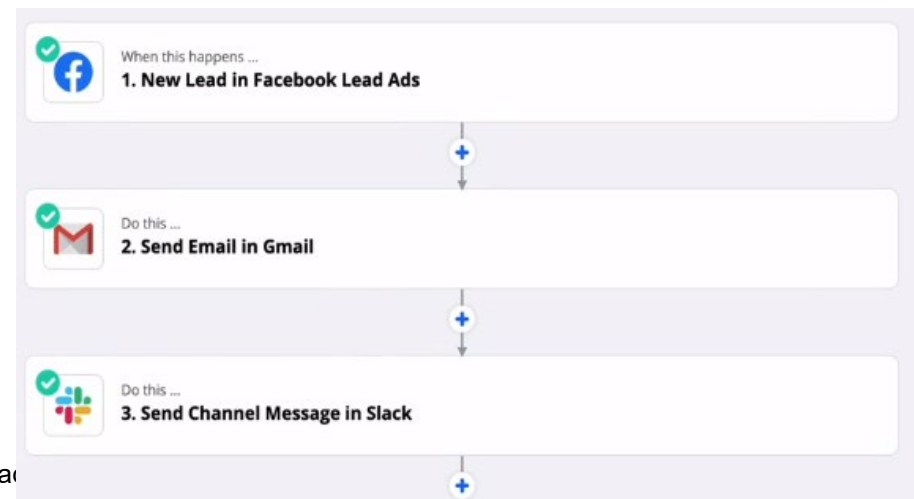 When this happens ...
1. New Lead in Facebook Lead Ads
Do this ...
2. Send Email in Gmail
Do this ...
3. Send Channel Message in Slack